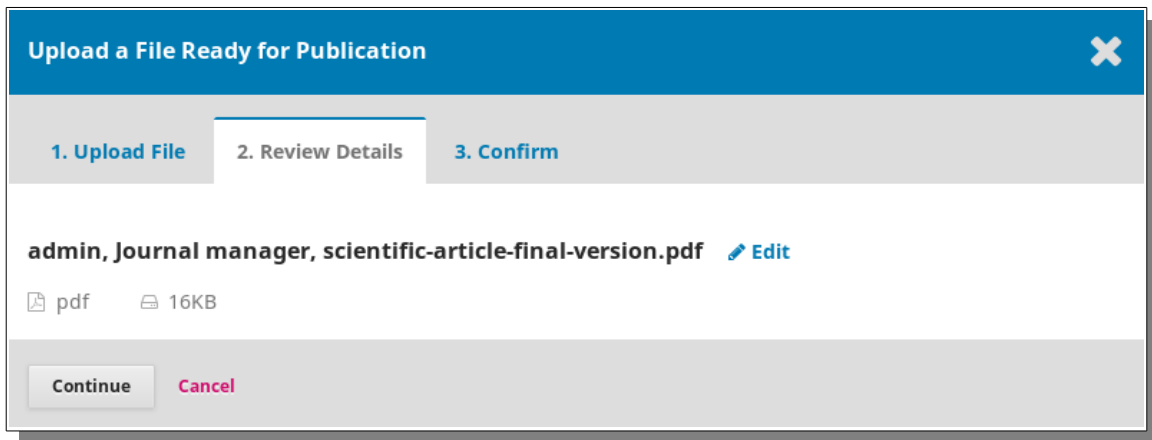 Upload a File Ready for Publication
1. Upload File 2. Review Details 3. Confirm
admin, Journal manager, scientific-article-final-version.pdf Edit
pdf 16KB
Continue Cancel